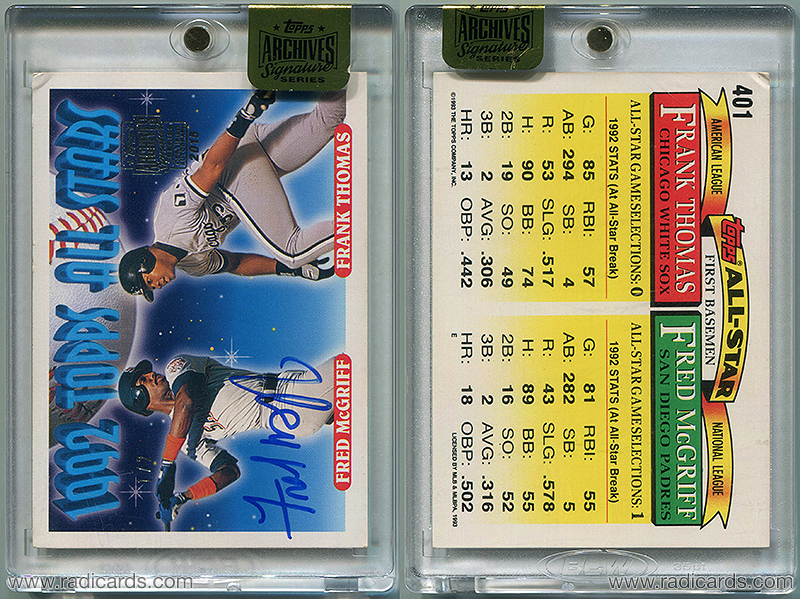 TOPPS
ARCHIVES
Signature
SERIES
1992 TOPPS ALL STARS
FRANK THOMAS
FRED McGRIFF
www.radicards.com
TOPPS
ARCHIVES
Signature
SERIES
401
TOPPS ALL-STAR
FIRST BASEMEN
AMERICAN LEAGUE
NATIONAL LEAGUE
FRANK THOMAS
CHICAGO WHITE SOX
ALL-STAR GAME SELECTIONS: 0
1992 STATS (At All-Star Break)
G: 85 RBI: 57
AB: 294 SB: 4
R: 53 SLG: .517
H: 90 BB: 74
2B: 19 SO: 49
3B: 2 AVG: .306
HR: 13 OBP: .442
©1993 THE TOPPS COMPANY, INC.
FRED McGRIFF
SAN DIEGO PADRES
ALL-STAR GAME SELECTIONS: 1
1992 STATS (At All-Star Break)
G: 81 RBI: 55
AB: 282 SB: 5
R: 43 SLG: .578
H: 89 BB: 55
2B: 16 SO: 52
3B: 2 AVG: .316
HR: 18 OBP: .502
E
LICENSED BY MLB & MLBPA, 1993
35pt
www.radicards.com